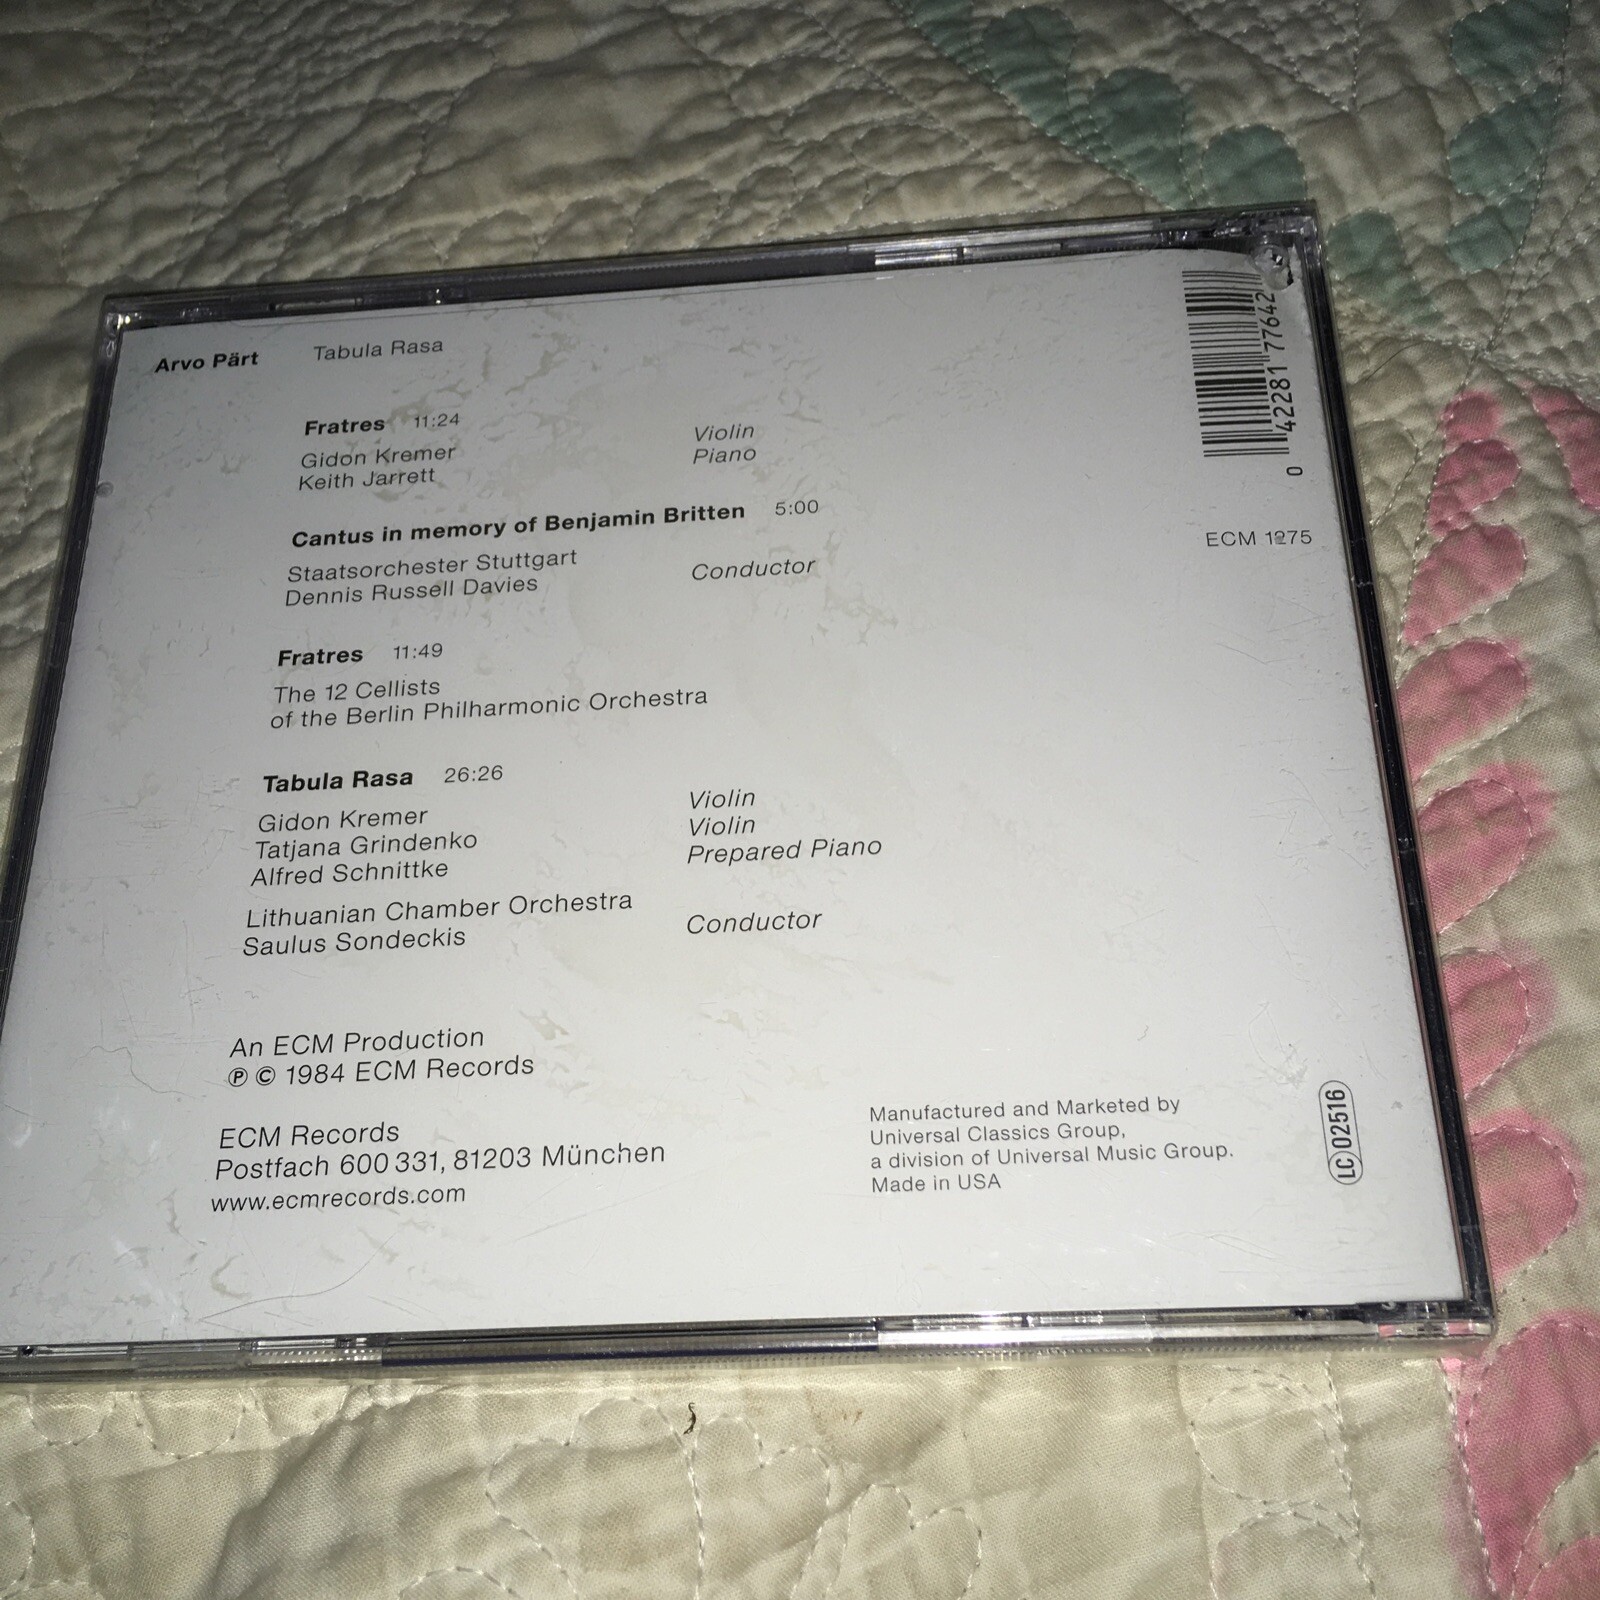 Arvo Pärt Tabula Rasa
Fratres 11:24
Gidon Kremer Violin
Keith Jarrett Piano
Cantus in memory of Benjamin Britten 5:00
Staatsorchester Stuttgart
Dennis Russell Davies Conductor
Fratres 11:49
The 12 Cellists
of the Berlin Philharmonic Orchestra
Tabula Rasa 26:26
Gidon Kremer Violin
Tatjana Grindenko Violin
Alfred Schnittke Prepared Piano
Lithuanian Chamber Orchestra
Saulus Sondeckis Conductor
An ECM Production
℗ © 1984 ECM Records
ECM Records
Postfach 600 331, 81203 München
www.ecmrecords.com
0 42281 77642
ECM 1275
Manufactured and Marketed by
Universal Classics Group,
a division of Universal Music Group.
Made in USA
LC 02516